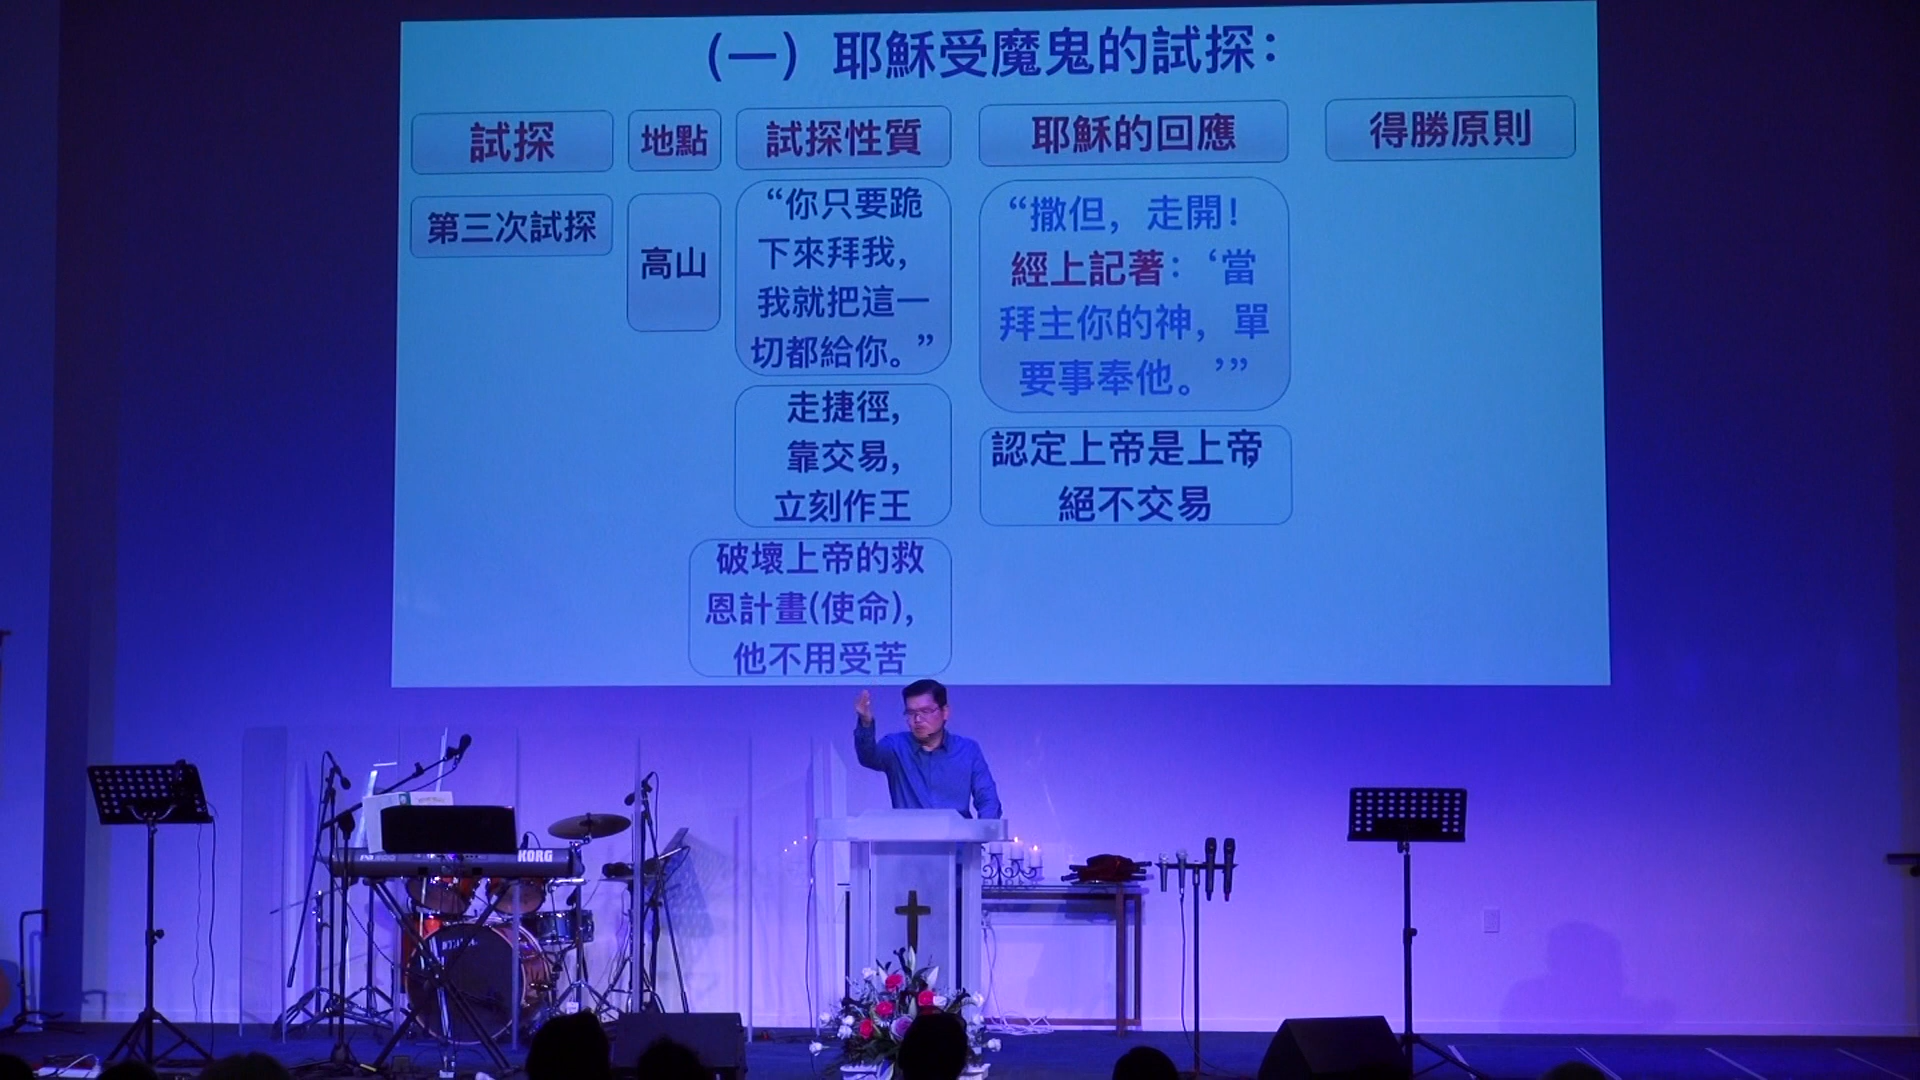 (一) 耶穌受魔鬼的試探：
試探
地點
試探性質
耶穌的回應
得勝原則
第三次試探
高山
“你只要跪
下來拜我，
我就把這一
切都給你。”
“撒但，走開！
經上記著：‘當
拜主你的神，單
要事奉他。’”
走捷徑，
靠交易，
立刻作王
認定上帝是上帝，
絕不交易
破壞上帝的救
恩計畫(使命)，
他不用受苦
KORG